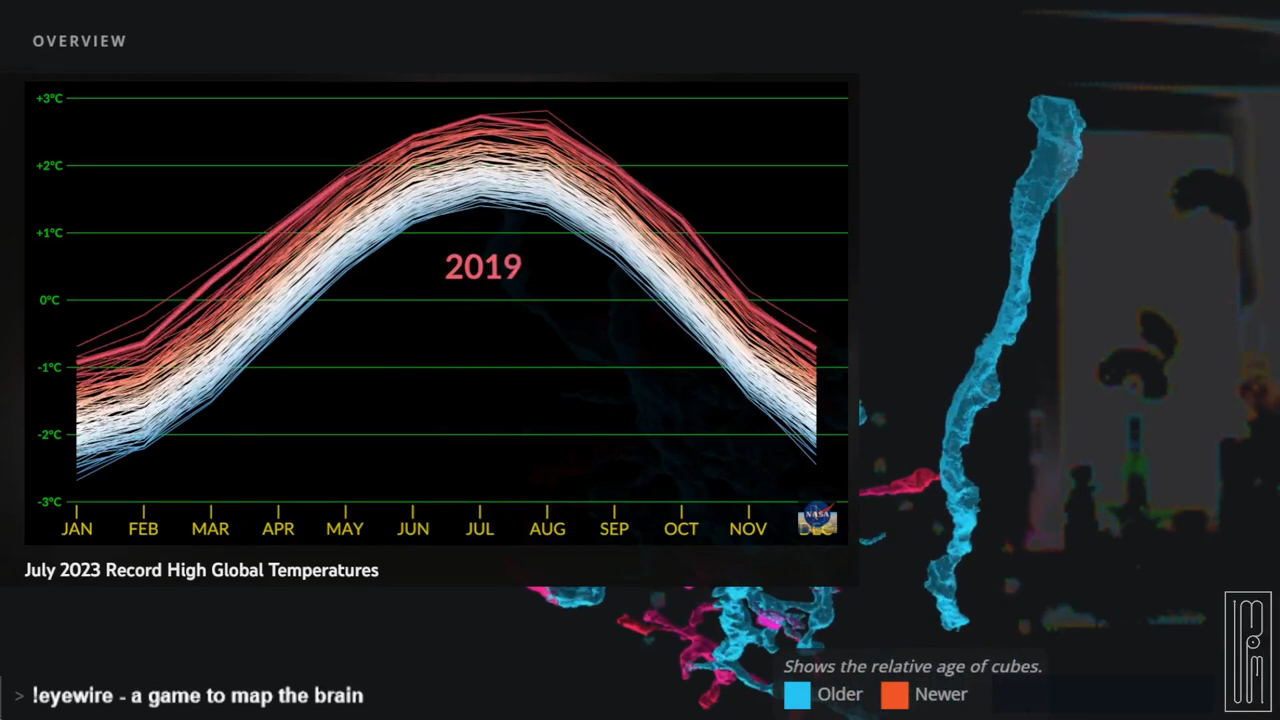 OVERVIEW
+3°C
+2°C
+1°C
0°C
-1°C
-2°C
-3°C
2019
JAN FEB MAR APR MAY JUN JUL AUG SEP OCT NOV DEC
NASA
July 2023 Record High Global Temperatures
Shows the relative age of cubes.
Older Newer
> !eyewire - a game to map the brain